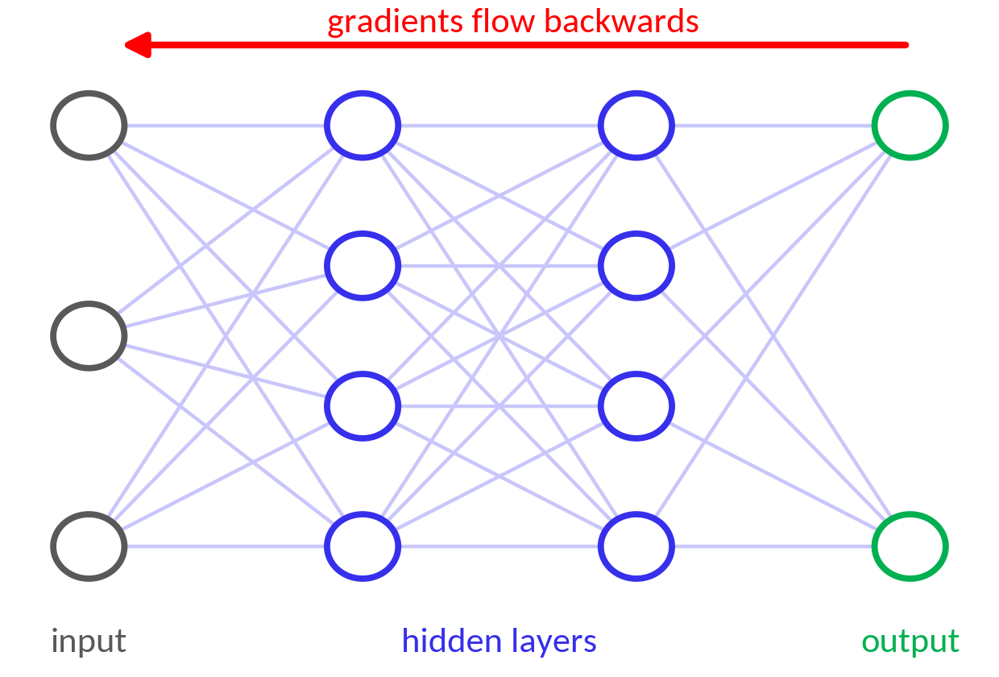 gradients flow backwards
input
hidden layers
output